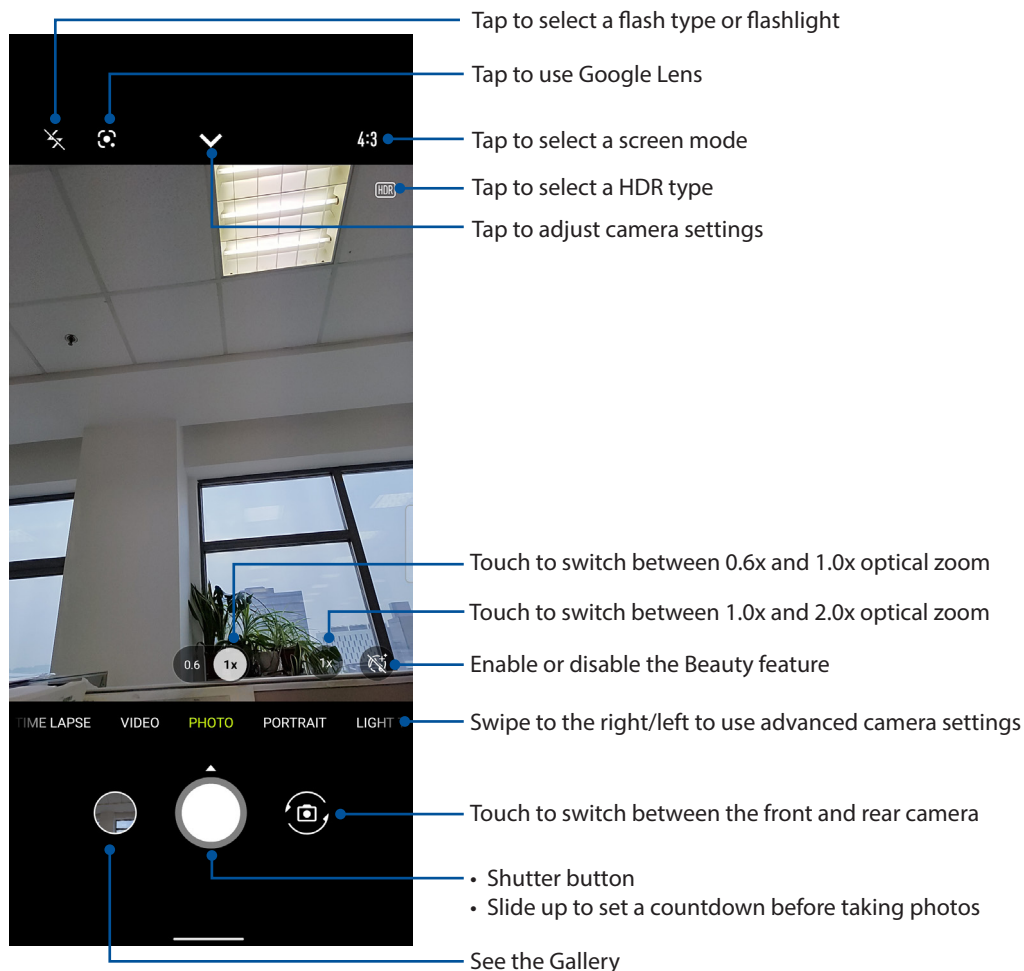 Tap to select a flash type or flashlight
Tap to use Google Lens
4:3
Tap to select a screen mode
HDR
Tap to select a HDR type
Tap to adjust camera settings
Touch to switch between 0.6x and 1.0x optical zoom
Touch to switch between 1.0x and 2.0x optical zoom
0.6 1x 1x
Enable or disable the Beauty feature
TIME LAPSE VIDEO PHOTO PORTRAIT LIGHT
Swipe to the right/left to use advanced camera settings
Touch to switch between the front and rear camera
• Shutter button
• Slide up to set a countdown before taking photos
See the Gallery